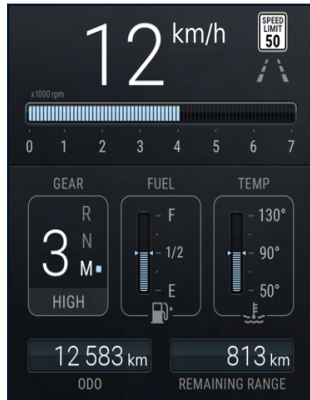 12 km/h
SPEED
LIMIT
50
x1000 rpm
0 1 2 3 4 5 6 7
GEAR FUEL TEMP
R
N
3 M
HIGH
F
1/2
E
130°
90°
50°
12 583 km
813 km
ODO
REMAINING RANGE